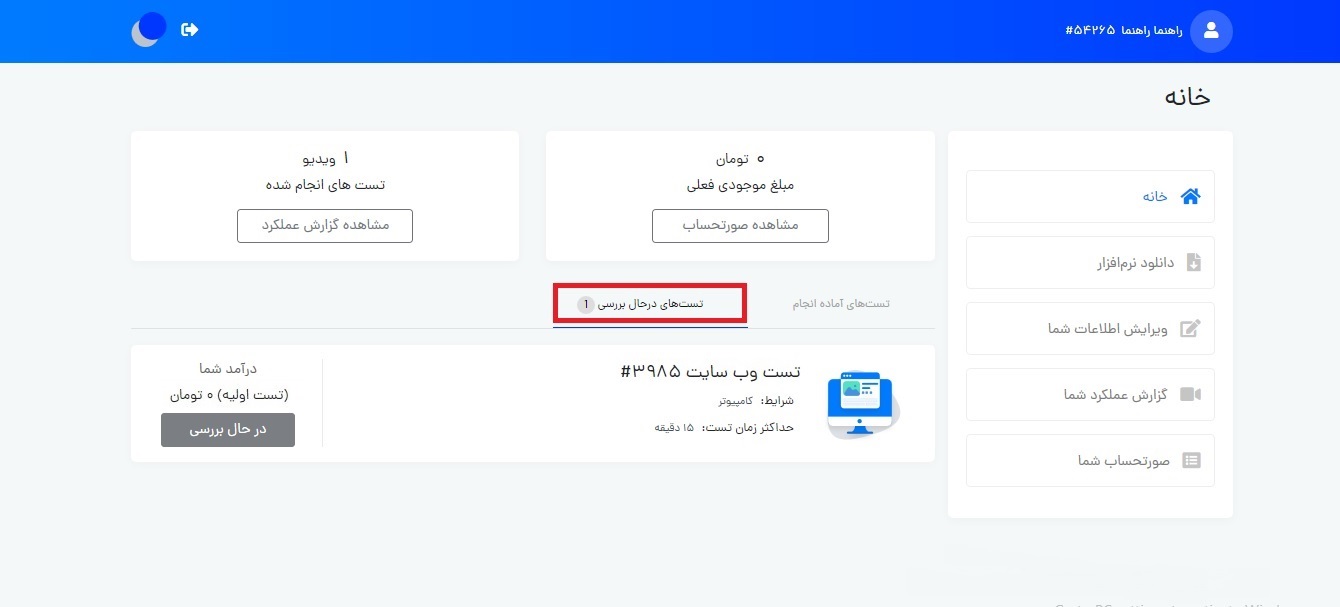 راهنما راهنما #۵۴۲۶۵
خانه
خانه
دانلود نرم‌افزار
ویرایش اطلاعات شما
گزارش عملکرد شما
صورتحساب شما
۰ تومان
مبلغ موجودی فعلی
مشاهده صورتحساب
۱ ویدیو
تست های انجام شده
مشاهده گزارش عملکرد
تست‌های آماده انجام
تست‌های درحال بررسی 1
تست وب سایت ۳۹۸۵#
شرایط: کامپیوتر
حداکثر زمان تست: ۱۵ دقیقه
درآمد شما
(تست اولیه) ۰ تومان
در حال بررسی